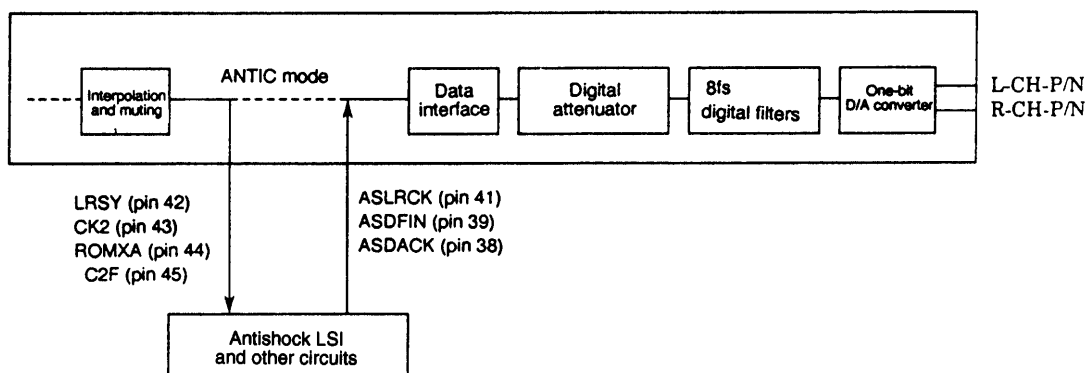 ANTIC mode
Interpolation
and muting
Data
interface
Digital
attenuator
8fs
digital filters
One-bit
D/A converter
L-CH-P/N
R-CH-P/N
LRSY (pin 42)
CK2 (pin 43)
ROMXA (pin 44)
C2F (pin 45)
ASLRCK (pin 41)
ASDFIN (pin 39)
ASDACK (pin 38)
Antishock LSI
and other circuits